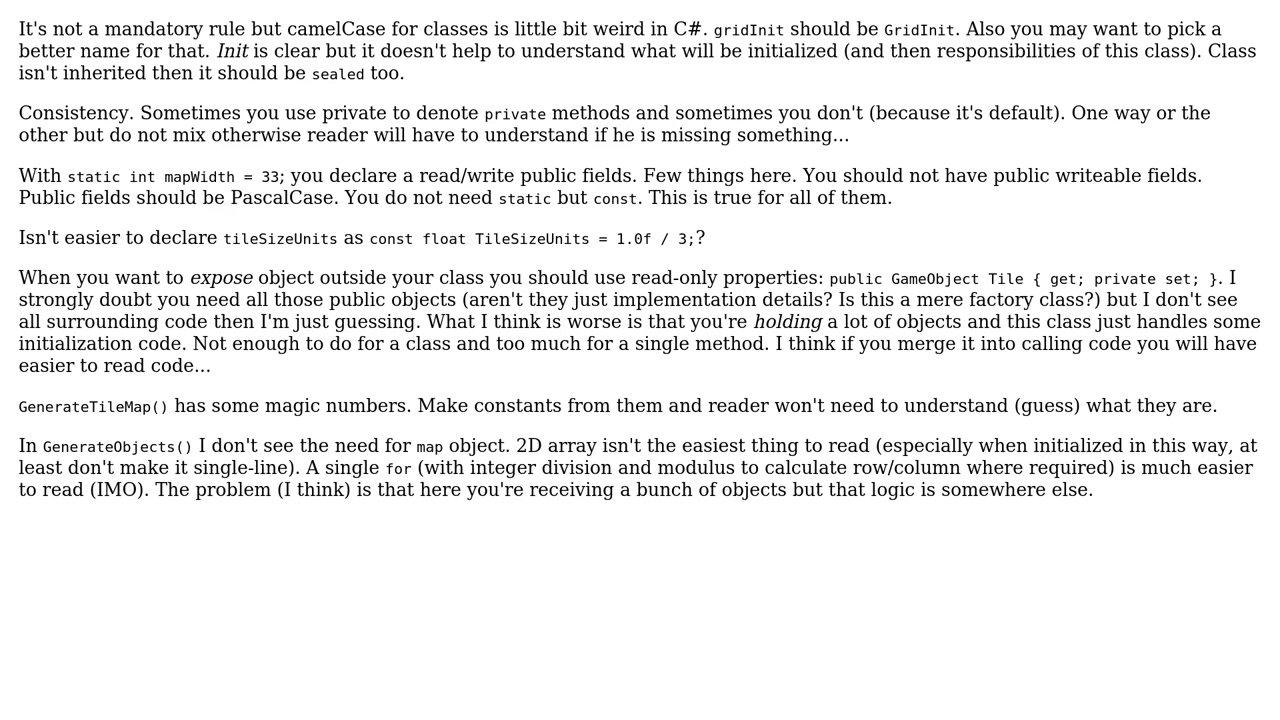 It's not a mandatory rule but camelCase for classes is little bit weird in C#. gridInit should be GridInit. Also you may want to pick a
better name for that. Init is clear but it doesn't help to understand what will be initialized (and then responsibilities of this class). Class
isn't inherited then it should be sealed too.
Consistency. Sometimes you use private to denote private methods and sometimes you don't (because it's default). One way or the
other but do not mix otherwise reader will have to understand if he is missing something...
With static int mapWidth = 33; you declare a read/write public fields. Few things here. You should not have public writeable fields.
Public fields should be PascalCase. You do not need static but const. This is true for all of them.
Isn't easier to declare tileSizeUnits as const float TileSizeUnits = 1.0f / 3;?
When you want to expose object outside your class you should use read-only properties: public GameObject Tile { get; private set; }. I
strongly doubt you need all those public objects (aren't they just implementation details? Is this a mere factory class?) but I don't see
all surrounding code then I'm just guessing. What I think is worse is that you're holding a lot of objects and this class just handles some
initialization code. Not enough to do for a class and too much for a single method. I think if you merge it into calling code you will have
easier to read code...
GenerateTileMap() has some magic numbers. Make constants from them and reader won't need to understand (guess) what they are.
In GenerateObjects() I don't see the need for map object. 2D array isn't the easiest thing to read (especially when initialized in this way, at
least don't make it single-line). A single for (with integer division and modulus to calculate row/column where required) is much easier
to read (IMO). The problem (I think) is that here you're receiving a bunch of objects but that logic is somewhere else.